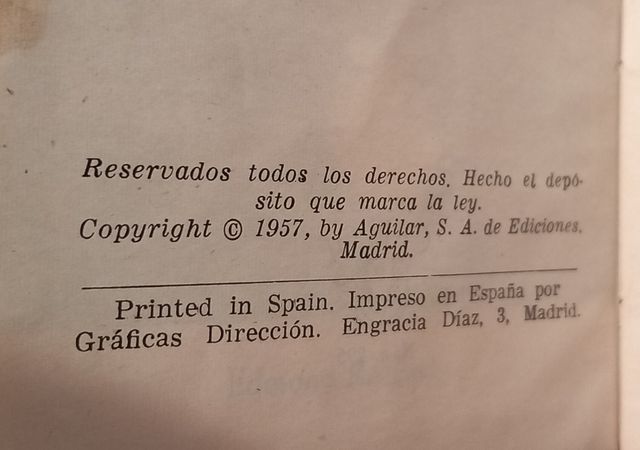 Reservados todos los derechos. Hecho el depó-
sito que marca la ley.
Copyright © 1957, by Aguilar, S. A. de Ediciones.
Madrid.
Printed in Spain. Impreso en España por
Gráficas Dirección. Engracia Díaz, 3, Madrid.